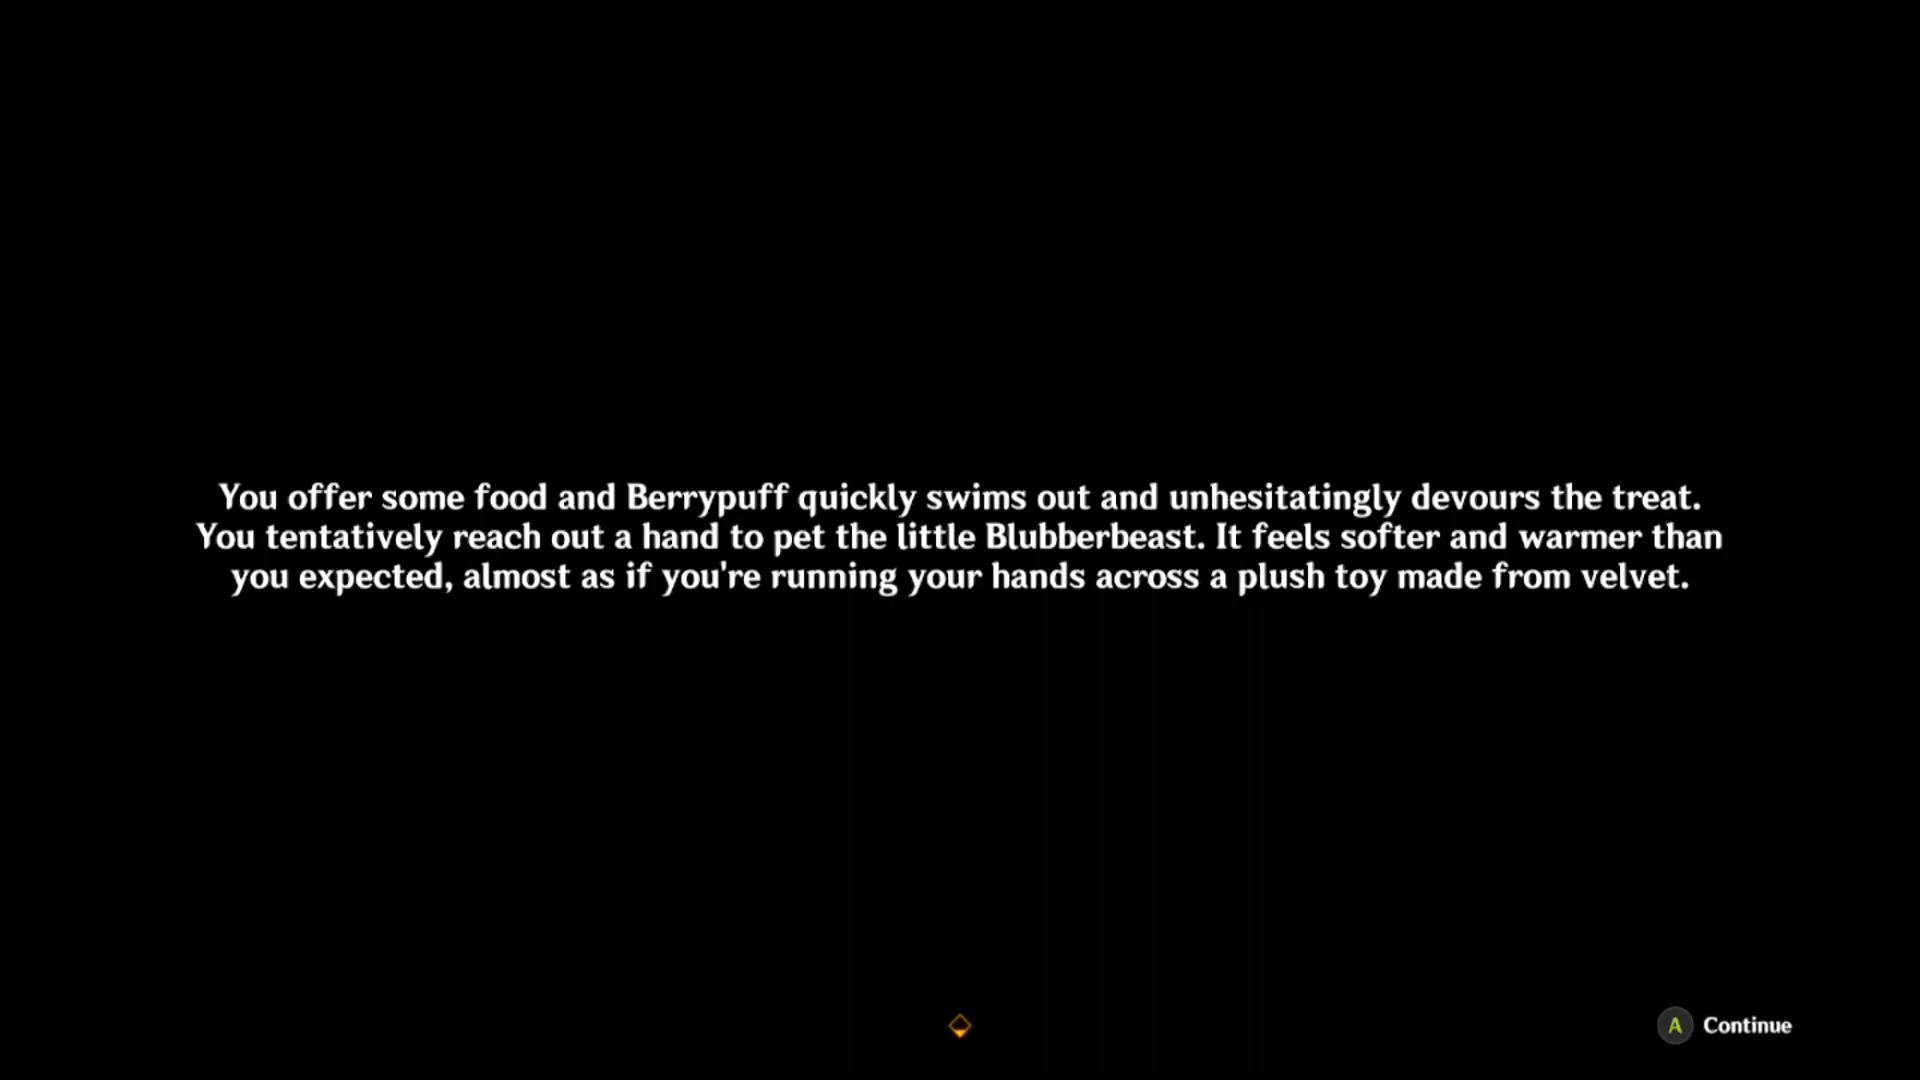 You offer some food and Berrypuff quickly swims out and unhesitatingly devours the treat.
You tentatively reach out a hand to pet the little Blubberbeast. It feels softer and warmer than
you expected, almost as if you're running your hands across a plush toy made from velvet.
A Continue